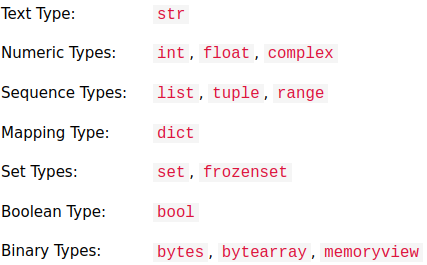 Text Type: str
Numeric Types: int, float, complex
Sequence Types: list, tuple, range
Mapping Type: dict
Set Types: set, frozenset
Boolean Type: bool
Binary Types: bytes, bytearray, memoryview